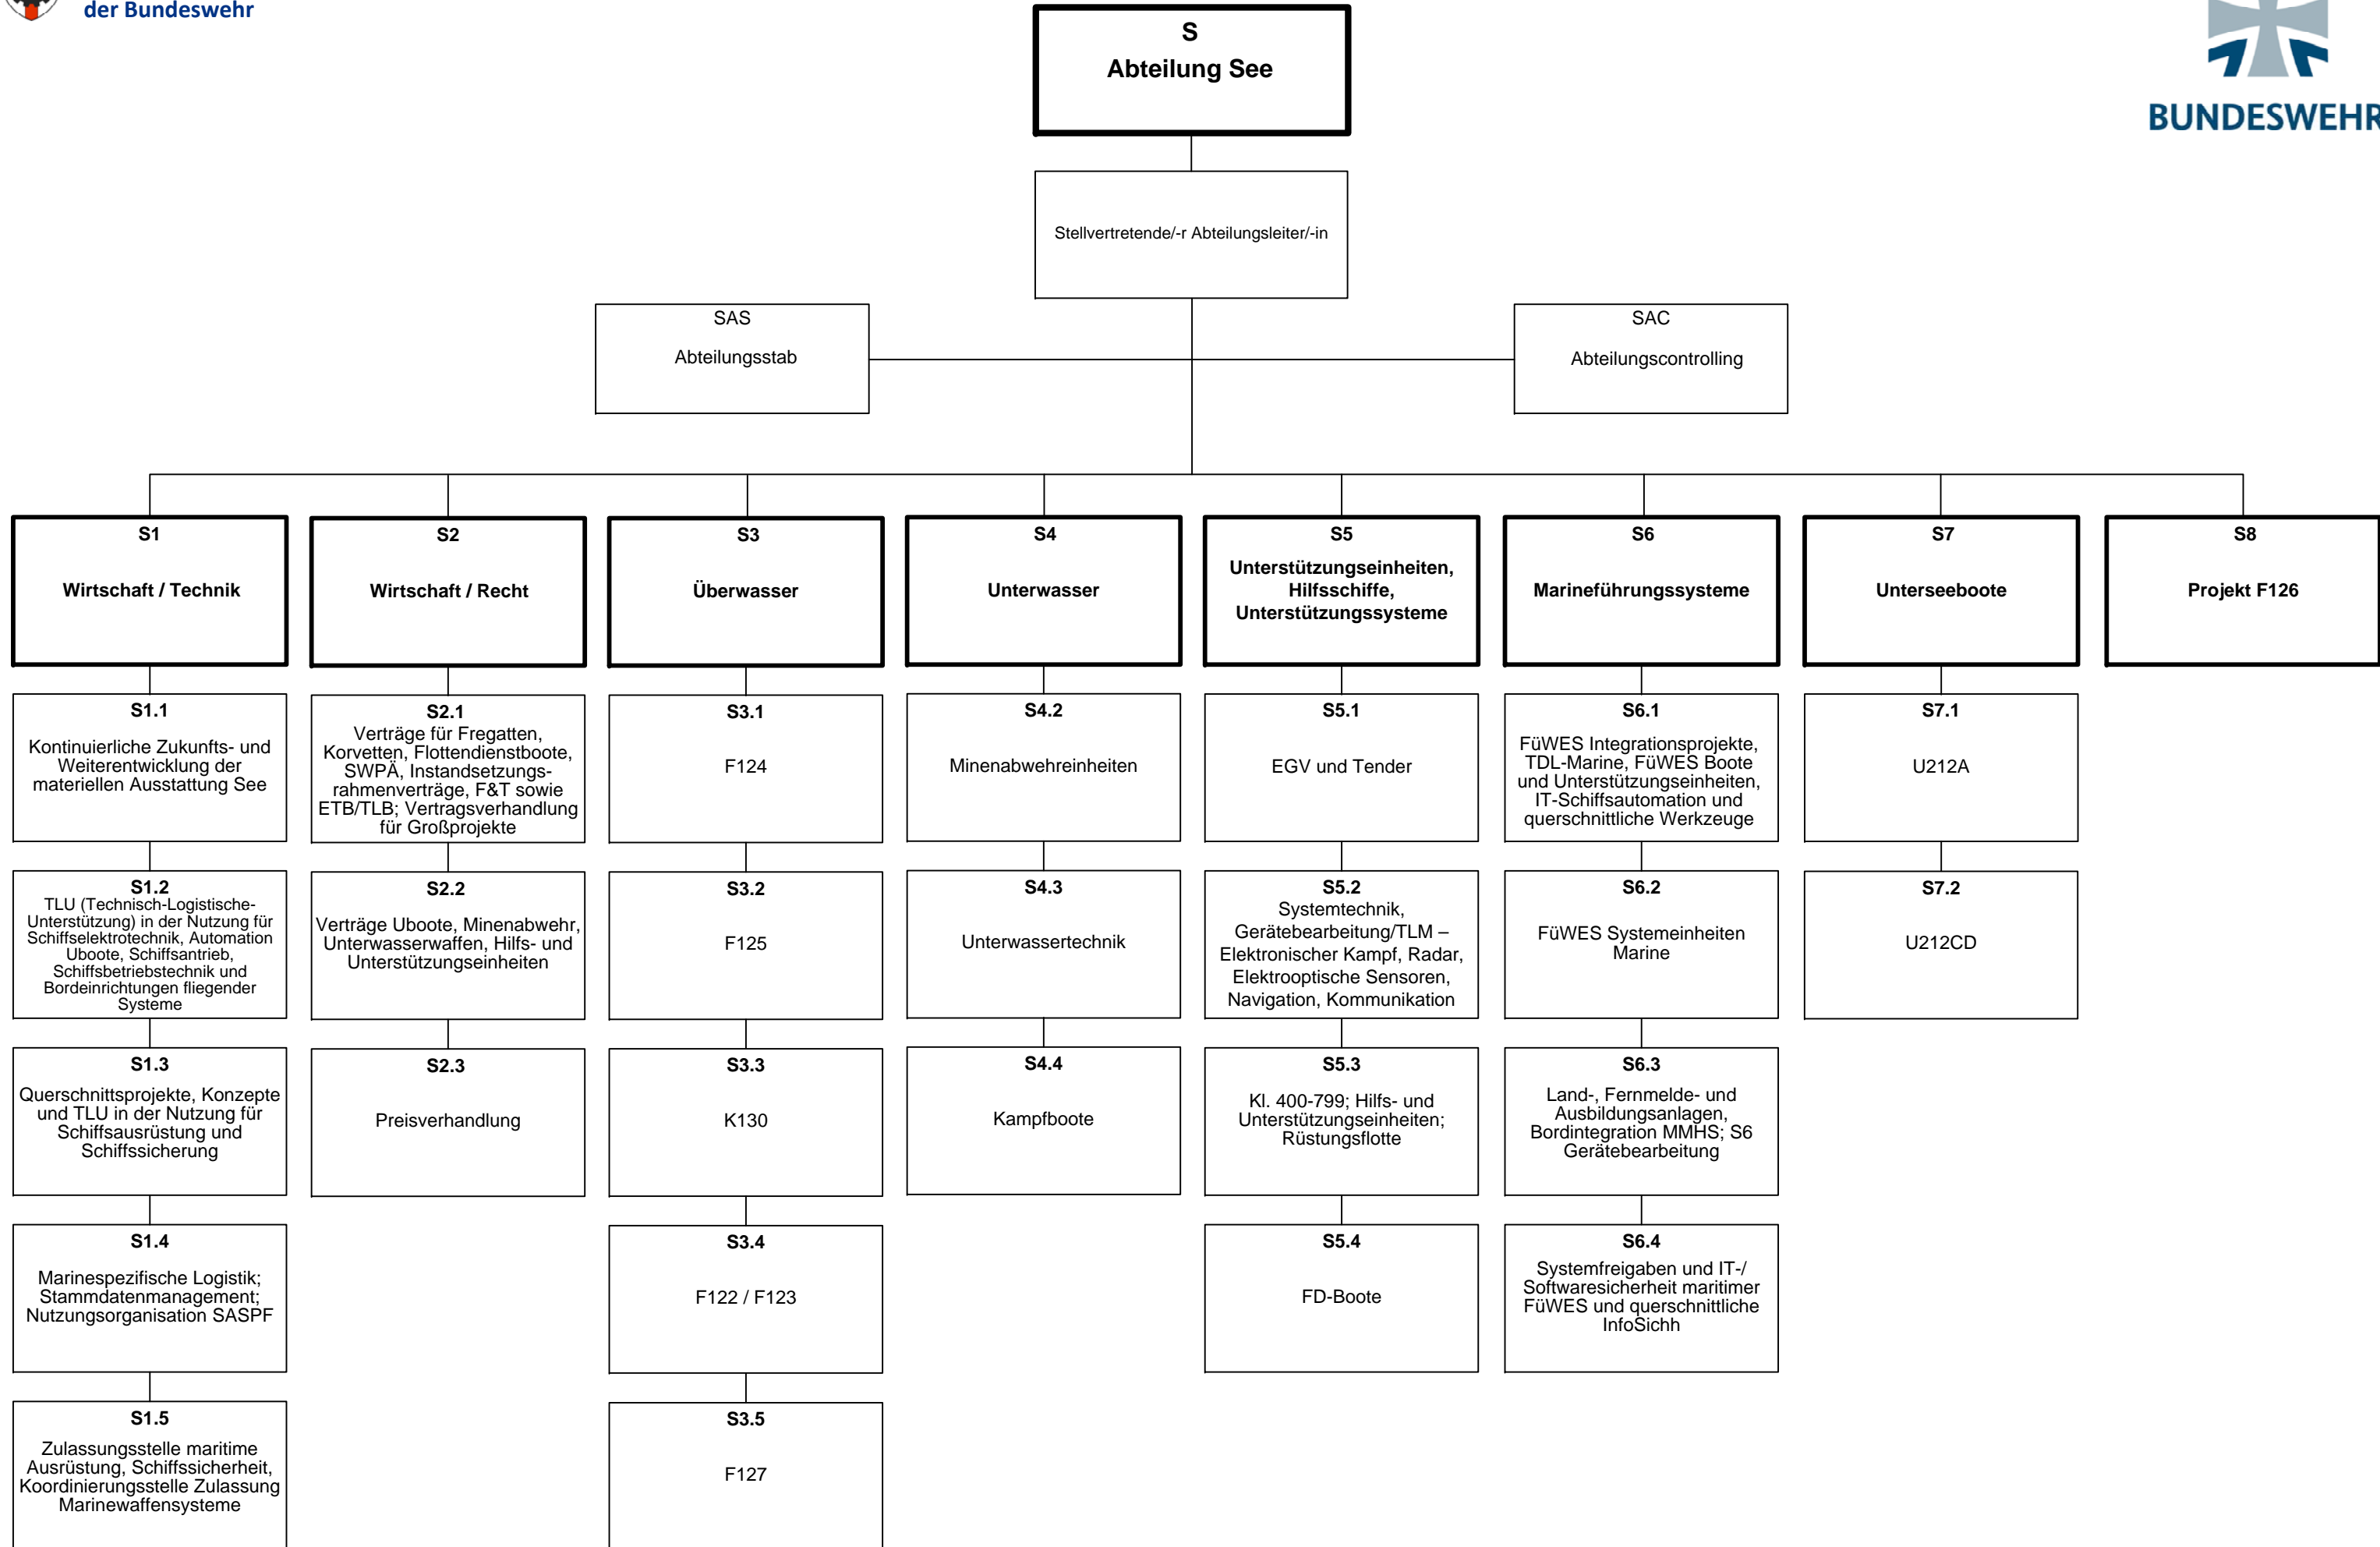 der Bundeswehr
BUNDESWEHR
S
Abteilung See
Stellvertretende/-r Abteilungsleiter/-in
SAS
Abteilungsstab
SAC
Abteilungscontrolling
S1
Wirtschaft / Technik
S2
Wirtschaft / Recht
S3
Überwasser
S4
Unterwasser
S5
Unterstützungseinheiten,
Hilfsschiffe,
Unterstützungssysteme
S6
Marineführungssysteme
S7
Unterseeboote
S8
Projekt F126
S1.1
Kontinuierliche Zukunfts- und
Weiterentwicklung der
materiellen Ausstattung See
S2.1
Verträge für Fregatten,
Korvetten, Flottendienstboote,
SWPÄ, Instandsetzungs-
rahmenverträge, F&T sowie
ETB/TLB; Vertragsverhandlung
für Großprojekte
S3.1
F124
S4.2
Minenabwehreinheiten
S5.1
EGV und Tender
S6.1
FüWES Integrationsprojekte,
TDL-Marine, FüWES Boote
und Unterstützungseinheiten,
IT-Schiffsautomation und
querschnittliche Werkzeuge
S7.1
U212A
S1.2
TLU (Technisch-Logistische-
Unterstützung) in der Nutzung für
Schiffselektrotechnik, Automation
Uboote, Schiffsantrieb,
Schiffsbetriebstechnik und
Bordeinrichtungen fliegender
Systeme
S2.2
Verträge Uboote, Minenabwehr,
Unterwasserwaffen, Hilfs- und
Unterstützungseinheiten
S3.2
F125
S4.3
Unterwassertechnik
S5.2
Systemtechnik,
Gerätebearbeitung/TLM –
Elektronischer Kampf, Radar,
Elektrooptische Sensoren,
Navigation, Kommunikation
S6.2
FüWES Systemeinheiten
Marine
S7.2
U212CD
S1.3
Querschnittsprojekte, Konzepte
und TLU in der Nutzung für
Schiffsausrüstung und
Schiffssicherung
S2.3
Preisverhandlung
S3.3
K130
S4.4
Kampfboote
S5.3
Kl. 400-799; Hilfs- und
Unterstützungseinheiten;
Rüstungsflotte
S6.3
Land-, Fernmelde- und
Ausbildungsanlagen,
Bordintegration MMHS; S6
Gerätebearbeitung
S1.4
Marinespezifische Logistik;
Stammdatenmanagement;
Nutzungsorganisation SASPF
S3.4
F122 / F123
S5.4
FD-Boote
S6.4
Systemfreigaben und IT-/
Softwaresicherheit maritimer
FüWES und querschnittliche
InfoSichh
S1.5
Zulassungsstelle maritime
Ausrüstung, Schiffssicherheit,
Koordinierungsstelle Zulassung
Marinewaffensysteme
S3.5
F127